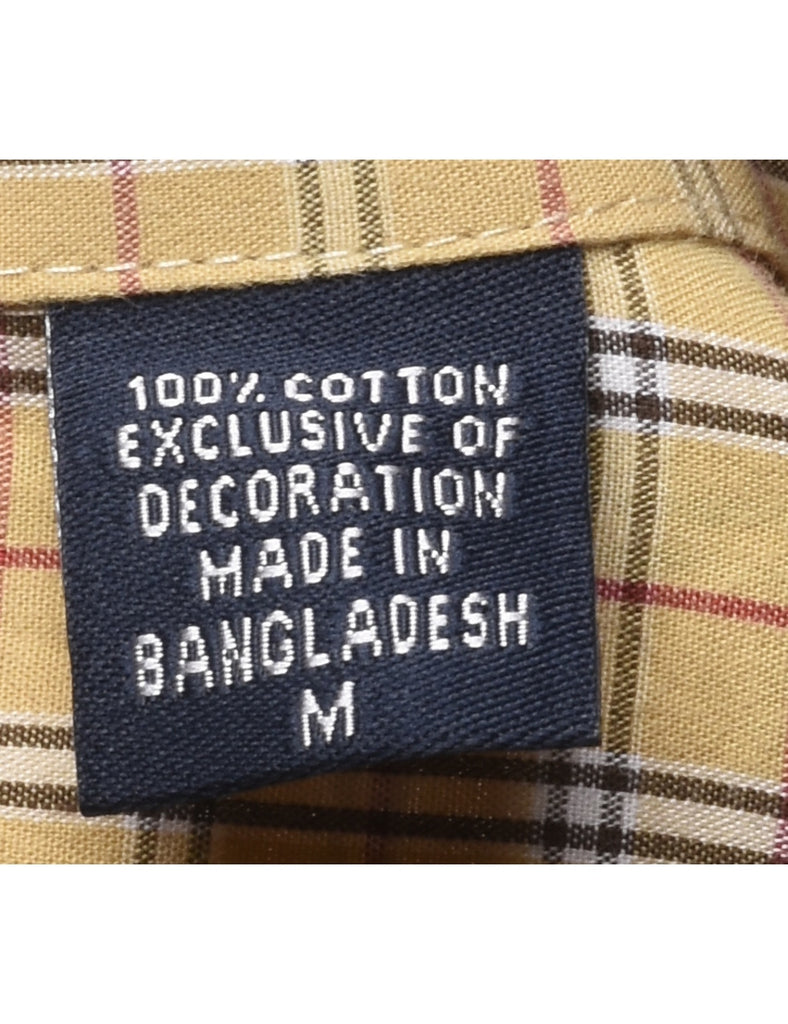 100% COTTON
EXCLUSIVE OF
DECORATION
MADE IN
BANGLADESH
M